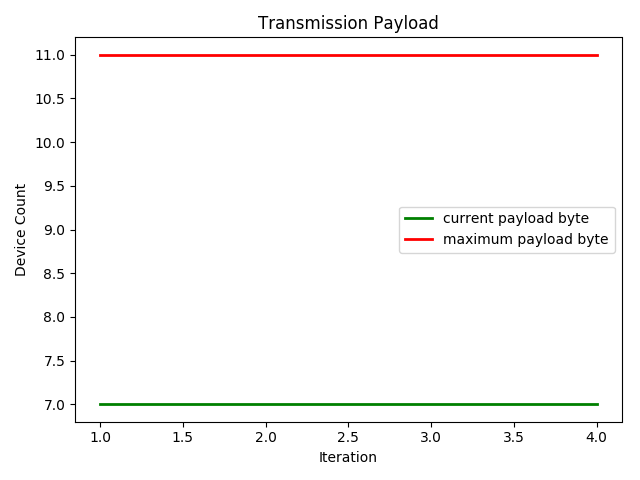 Transmission Payload
11.0
10.5
10.0
9.5
9.0
8.5
8.0
7.5
7.0
Device Count
current payload byte
maximum payload byte
1.0 1.5 2.0 2.5 3.0 3.5 4.0
Iteration